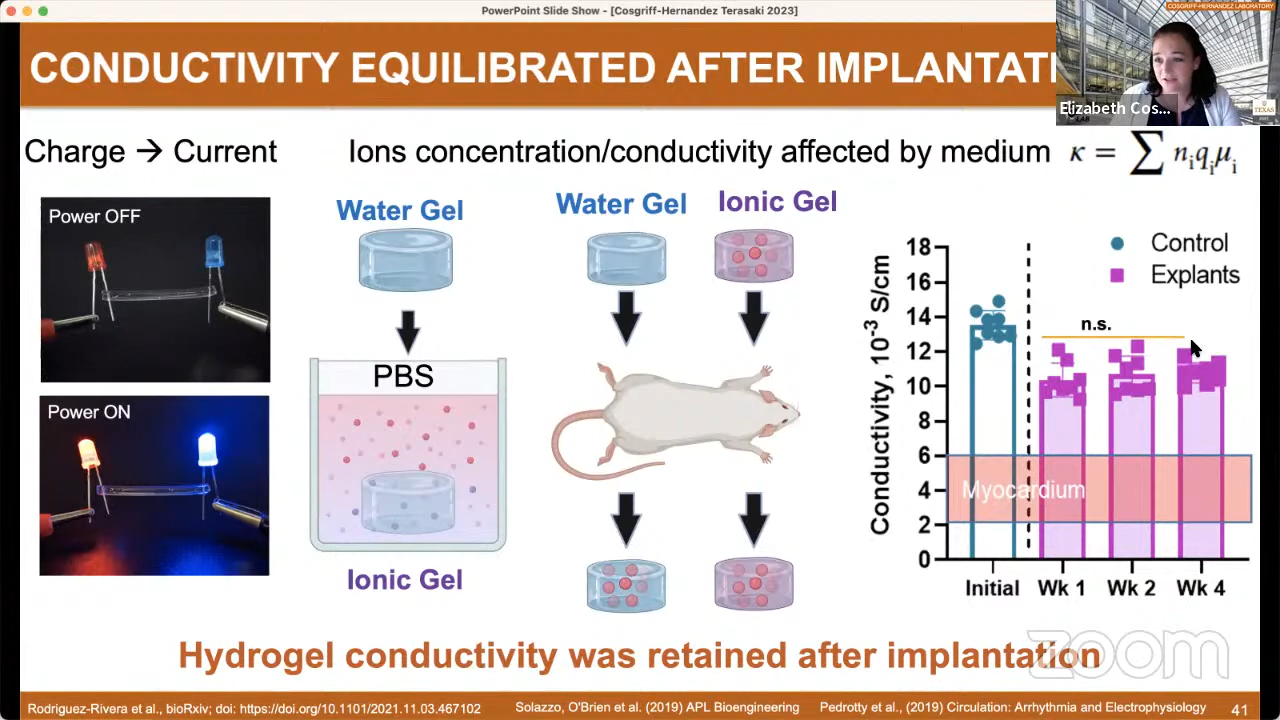 PowerPoint Slide Show - [Cosgriff-Hernandez Terasaki 2023]
COSGRIFF-HERNANDEZ LABORATORY
CONDUCTIVITY EQUILIBRATED AFTER IMPLANTATI
Elizabeth Cos...
TEXAS
Charge → Current
Ions concentration/conductivity affected by medium
κ = ∑ nᵢqᵢμᵢ
Power OFF
Power ON
Water Gel
PBS
Ionic Gel
Water Gel
Ionic Gel
Control
Explants
n.s.
Conductivity, 10⁻³ S/cm
18
16
14
12
10
8
6
4
2
0
Myocardium
Initial Wk 1 Wk 2 Wk 4
Hydrogel conductivity was retained after implantation
zoom
Rodriguez-Rivera et al., bioRxiv; doi: https://doi.org/10.1101/2021.11.03.467102
Solazzo, O'Brien et al. (2019) APL Bioengineering
Pedrotty et al., (2019) Circulation: Arrhythmia and Electrophysiology
41